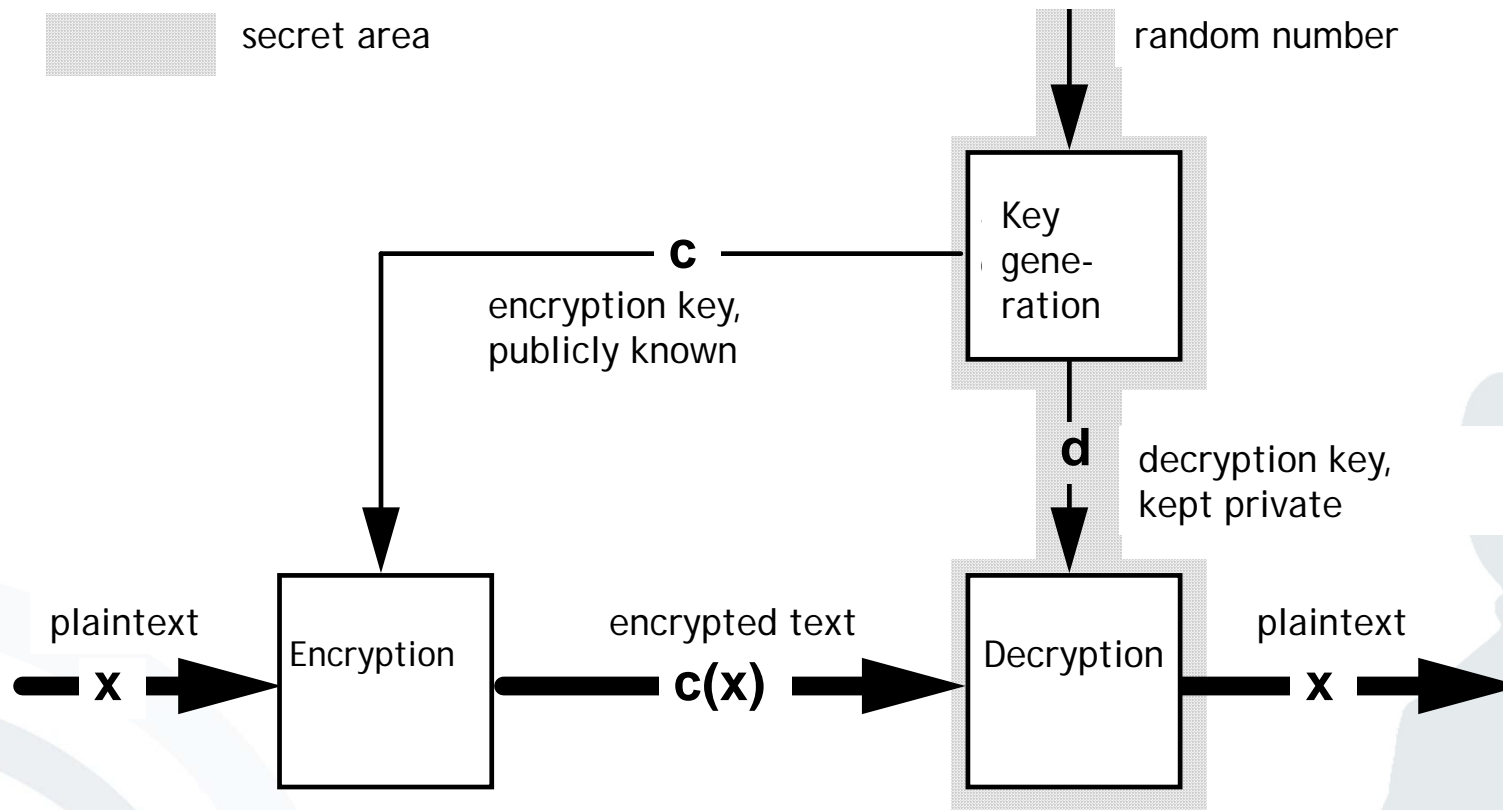 secret area
random number
Key
gene-
ration
c
encryption key,
publicly known
d
decryption key,
kept private
plaintext
x
Encryption
encrypted text
c(x)
Decryption
plaintext
x